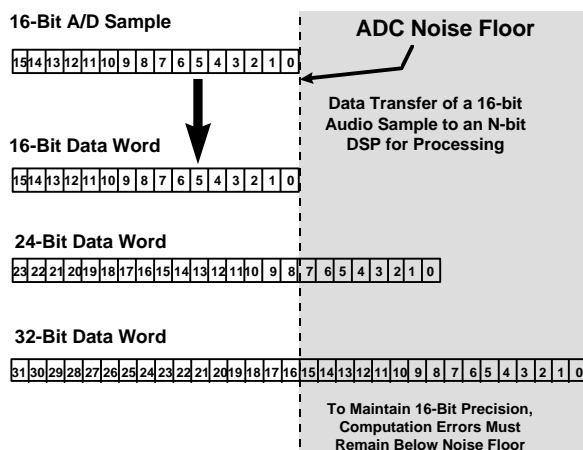 16-Bit A/D Sample
15 14 13 12 11 10 9 8 7 6 5 4 3 2 1 0
ADC Noise Floor
Data Transfer of a 16-bit
Audio Sample to an N-bit
DSP for Processing
16-Bit Data Word
15 14 13 12 11 10 9 8 7 6 5 4 3 2 1 0
24-Bit Data Word
23 22 21 20 19 18 17 16 15 14 13 12 11 10 9 8 7 6 5 4 3 2 1 0
32-Bit Data Word
31 30 29 28 27 26 25 24 23 22 21 20 19 18 17 16 15 14 13 12 11 10 9 8 7 6 5 4 3 2 1 0
To Maintain 16-Bit Precision,
Computation Errors Must
Remain Below Noise Floor